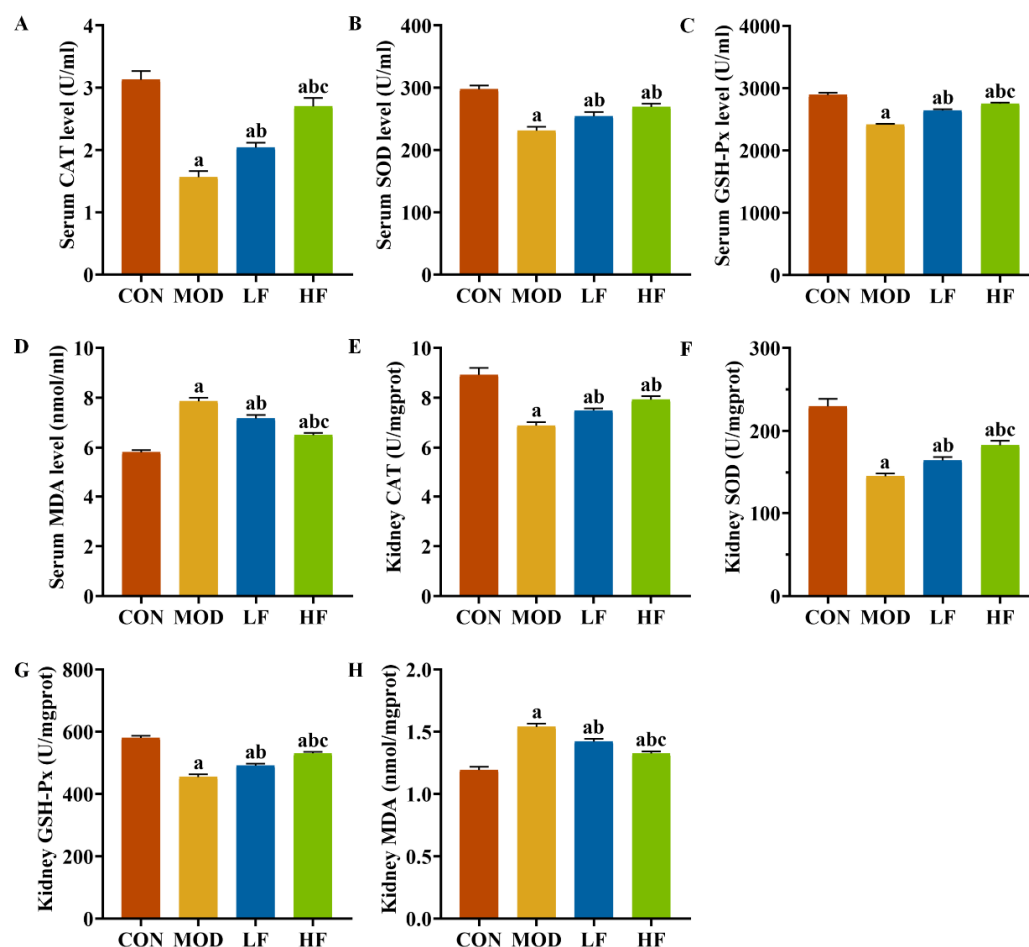 A
Serum CAT level (U/ml)
4
3
2
1
0
a
ab
abc
CON MOD LF HF
B
Serum SOD level (U/ml)
400
300
200
100
0
a
ab
ab
CON MOD LF HF
C
Serum GSH-Px level (U/ml)
4000
3000
2000
1000
0
a
ab
abc
CON MOD LF HF
D
Serum MDA level (nmol/ml)
10
8
6
4
2
0
a
ab
abc
CON MOD LF HF
E
Kidney CAT (U/mgprot)
10
8
6
4
2
0
a
ab
ab
CON MOD LF HF
F
Kidney SOD (U/mgprot)
300
200
100
0
a
ab
abc
CON MOD LF HF
G
Kidney GSH-Px (U/mgprot)
800
600
400
200
0
a
ab
abc
CON MOD LF HF
H
Kidney MDA (nmol/mgprot)
2.0
1.5
1.0
0.5
0.0
a
ab
abc
CON MOD LF HF